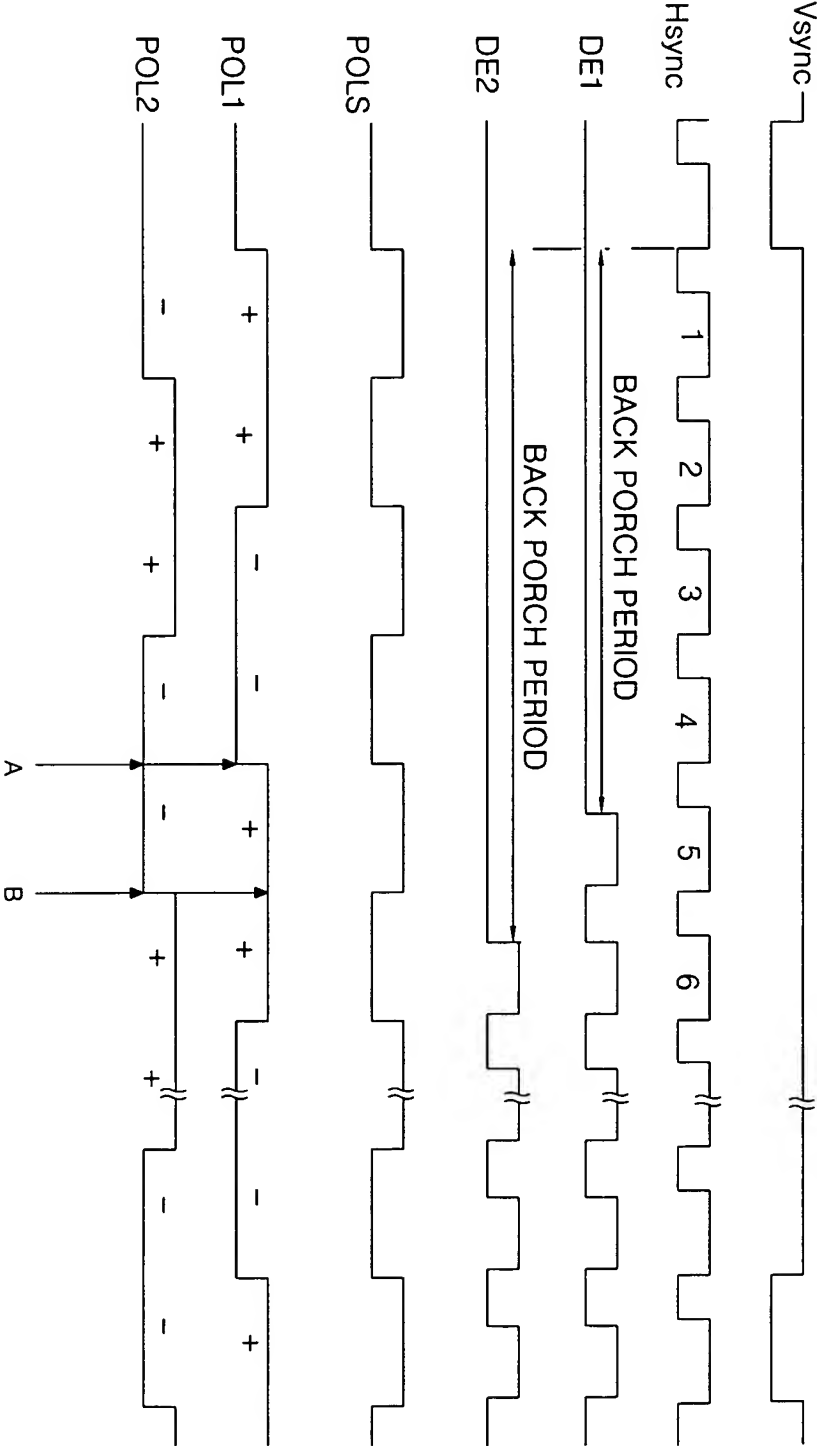 Vsync
Hsync 1 2 3 4 5 6
BACK PORCH PERIOD
DE1
BACK PORCH PERIOD
DE2
POLS
POL1 + + - - + + - - +
POL2 - + + - - + + - -
A B